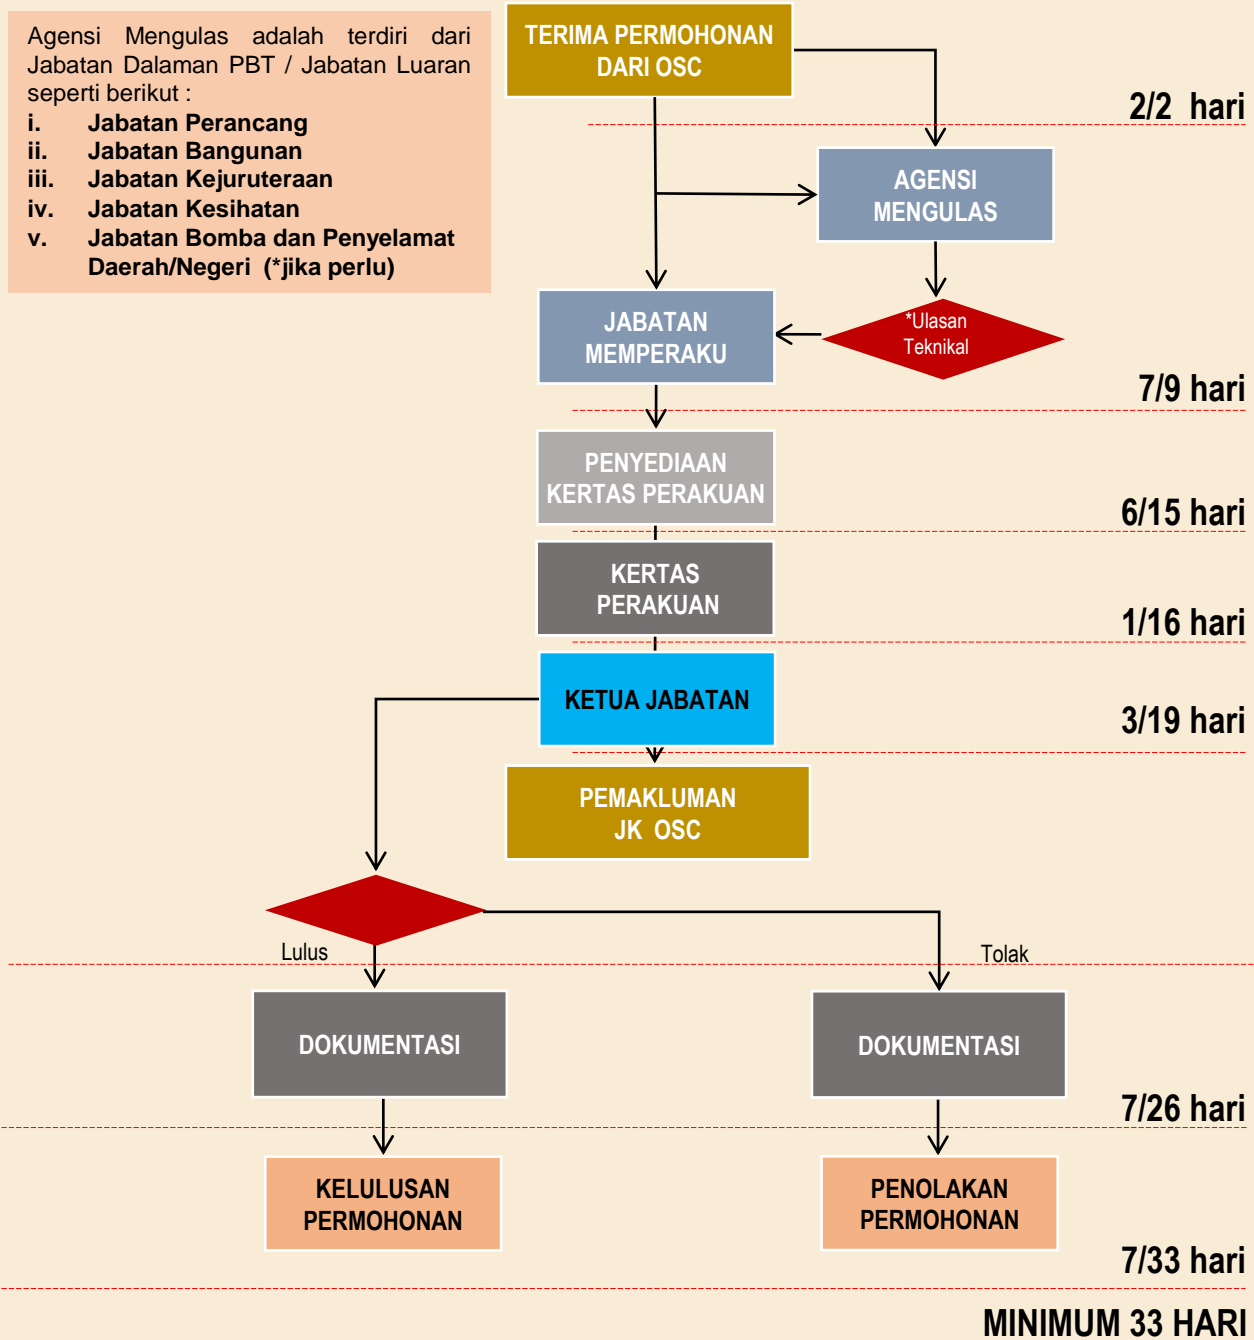 Agensi Mengulas adalah terdiri dari
Jabatan Dalaman PBT / Jabatan Luaran
seperti berikut :
i. Jabatan Perancang
ii. Jabatan Bangunan
iii. Jabatan Kejuruteraan
iv. Jabatan Kesihatan
v. Jabatan Bomba dan Penyelamat
Daerah/Negeri (*jika perlu)
TERIMA PERMOHONAN
DARI OSC
2/2 hari
AGENSI
MENGULAS
JABATAN
MEMPERAKU
*Ulasan
Teknikal
7/9 hari
PENYEDIAAN
KERTAS PERAKUAN
6/15 hari
KERTAS
PERAKUAN
1/16 hari
KETUA JABATAN
3/19 hari
PEMAKLUMAN
JK OSC
Lulus
Tolak
DOKUMENTASI
DOKUMENTASI
7/26 hari
KELULUSAN
PERMOHONAN
PENOLAKAN
PERMOHONAN
7/33 hari
MINIMUM 33 HARI